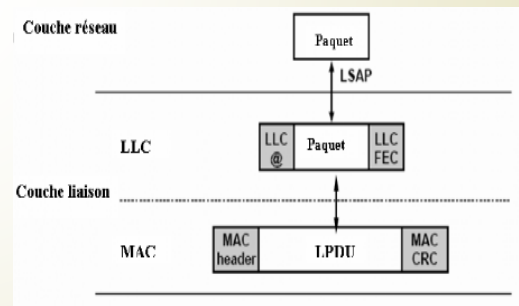 Couche réseau
Paquet
LSAP
LLC
LLC @
Paquet
LLC FEC
Couche liaison
MAC
MAC header
LPDU
MAC CRC